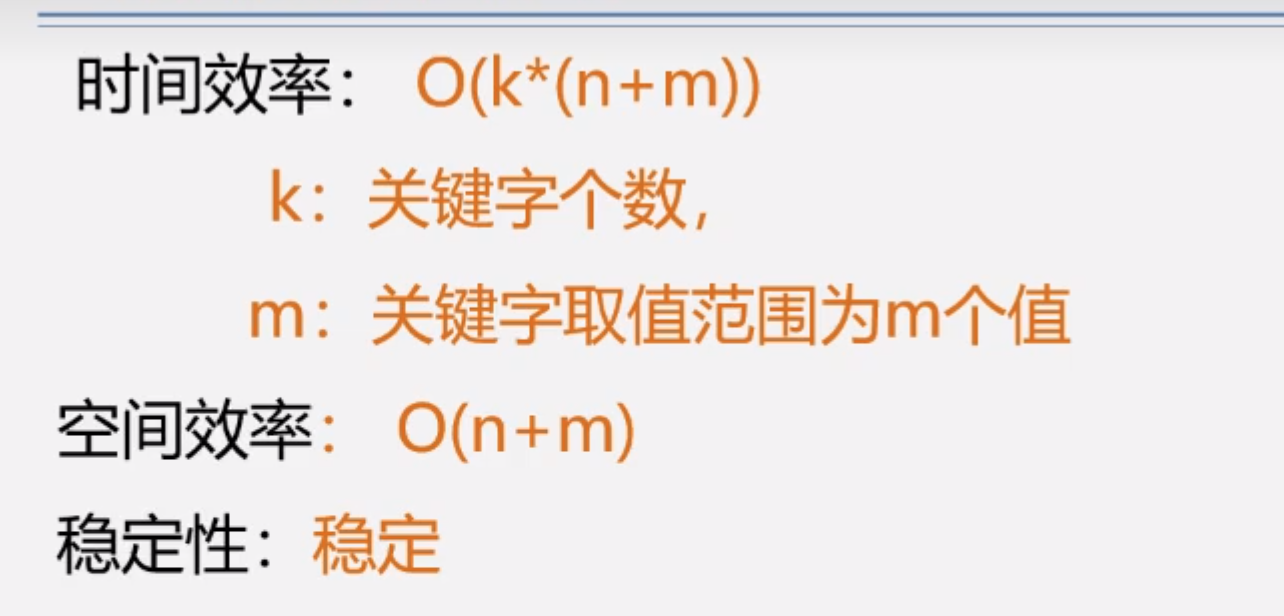 时间效率： O(k*(n+m))
k：关键字个数，
m：关键字取值范围为m个值
空间效率： O(n+m)
稳定性：稳定